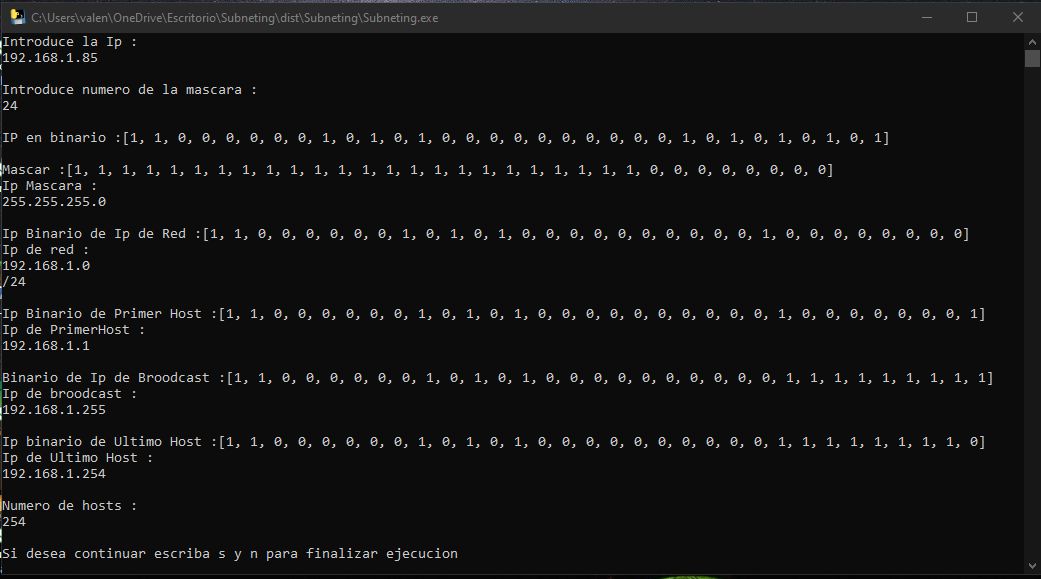 C:\Users\valen\OneDrive\Escritorio\Subneting\dist\Subneting\Subneting.exe
Introduce la Ip :
192.168.1.85
Introduce numero de la mascara :
24
IP en binario :[1, 1, 0, 0, 0, 0, 0, 0, 1, 0, 1, 0, 1, 0, 0, 0, 0, 0, 0, 0, 0, 0, 0, 1, 0, 1, 0, 1, 0, 1, 0, 1]
Mascar :[1, 1, 1, 1, 1, 1, 1, 1, 1, 1, 1, 1, 1, 1, 1, 1, 1, 1, 1, 1, 1, 1, 1, 1, 0, 0, 0, 0, 0, 0, 0, 0]
Ip Mascara :
255.255.255.0
Ip Binario de Ip de Red :[1, 1, 0, 0, 0, 0, 0, 0, 1, 0, 1, 0, 1, 0, 0, 0, 0, 0, 0, 0, 0, 0, 0, 1, 0, 0, 0, 0, 0, 0, 0, 0]
Ip de red :
192.168.1.0
/24
Ip Binario de Primer Host :[1, 1, 0, 0, 0, 0, 0, 0, 1, 0, 1, 0, 1, 0, 0, 0, 0, 0, 0, 0, 0, 0, 0, 1, 0, 0, 0, 0, 0, 0, 0, 1]
Ip de PrimerHost :
192.168.1.1
Binario de Ip de Broodcast :[1, 1, 0, 0, 0, 0, 0, 0, 1, 0, 1, 0, 1, 0, 0, 0, 0, 0, 0, 0, 0, 0, 0, 1, 1, 1, 1, 1, 1, 1, 1, 1]
Ip de broodcast :
192.168.1.255
Ip binario de Ultimo Host :[1, 1, 0, 0, 0, 0, 0, 0, 1, 0, 1, 0, 1, 0, 0, 0, 0, 0, 0, 0, 0, 0, 0, 1, 1, 1, 1, 1, 1, 1, 1, 0]
Ip de Ultimo Host :
192.168.1.254
Numero de hosts :
254
Si desea continuar escriba s y n para finalizar ejecucion